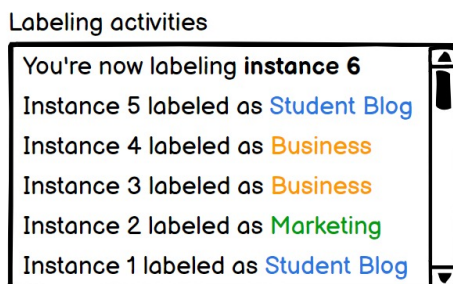 Labeling activities
You're now labeling instance 6
Instance 5 labeled as Student Blog
Instance 4 labeled as Business
Instance 3 labeled as Business
Instance 2 labeled as Marketing
Instance 1 labeled as Student Blog